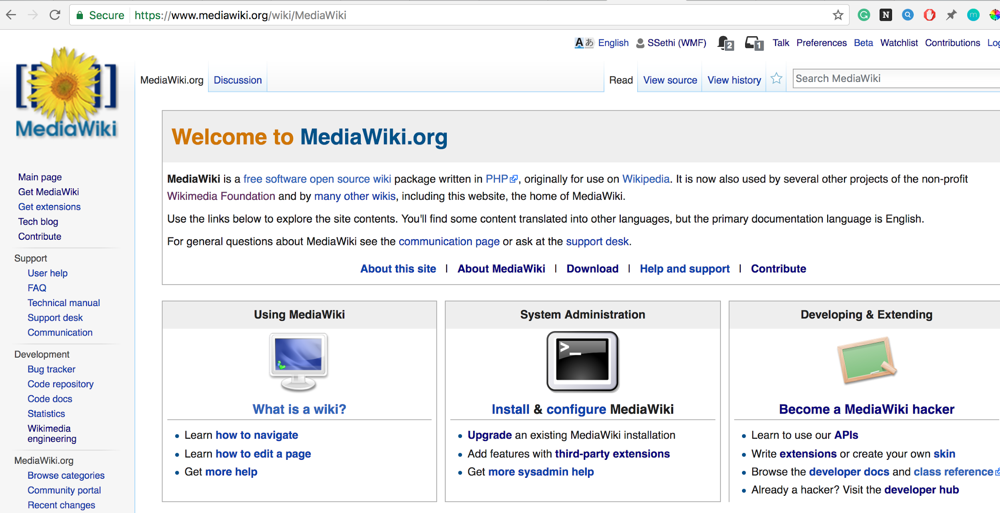 Secure https://www.mediawiki.org/wiki/MediaWiki
A あ English SSethi (WMF) 2 1 Talk Preferences Beta Watchlist Contributions Log
MediaWiki
MediaWiki.org Discussion Read View source View history Search MediaWiki
Main page
Get MediaWiki
Get extensions
Tech blog
Contribute
Support
User help
FAQ
Technical manual
Support desk
Communication
Development
Bug tracker
Code repository
Code docs
Statistics
Wikimedia
engineering
MediaWiki.org
Browse categories
Community portal
Recent changes
Welcome to MediaWiki.org
MediaWiki is a free software open source wiki package written in PHP, originally for use on Wikipedia. It is now also used by several other projects of the non-profit
Wikimedia Foundation and by many other wikis, including this website, the home of MediaWiki.
Use the links below to explore the site contents. You'll find some content translated into other languages, but the primary documentation language is English.
For general questions about MediaWiki see the communication page or ask at the support desk.
About this site | About MediaWiki | Download | Help and support | Contribute
Using MediaWiki
What is a wiki?
• Learn how to navigate
• Learn how to edit a page
• Get more help
System Administration
>_
Install & configure MediaWiki
• Upgrade an existing MediaWiki installation
• Add features with third-party extensions
• Get more sysadmin help
Developing & Extending
Become a MediaWiki hacker
• Learn to use our APIs
• Write extensions or create your own skin
• Browse the developer docs and class reference
• Already a hacker? Visit the developer hub